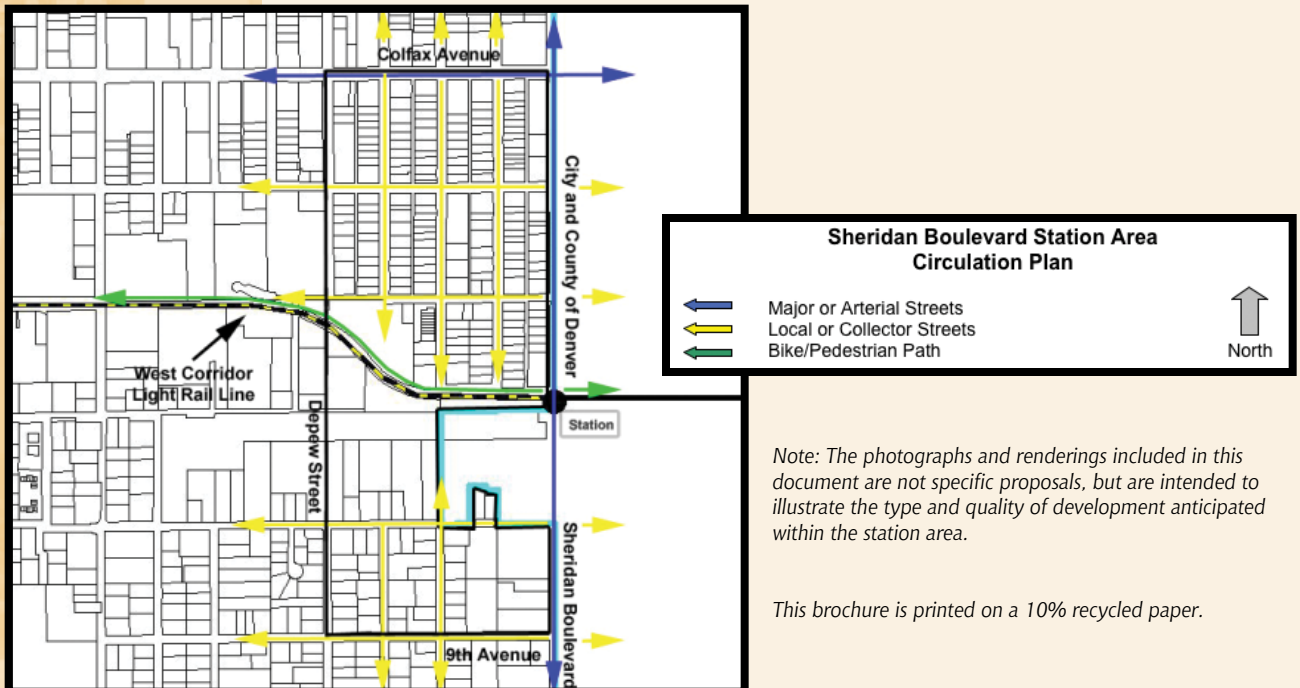 Colfax Avenue
City and County of Denver
West Corridor
Light Rail Line
Depew Street
Station
Sheridan Boulevard
9th Avenue
Sheridan Boulevard Station Area
Circulation Plan
Major or Arterial Streets
Local or Collector Streets
Bike/Pedestrian Path
North
Note: The photographs and renderings included in this
document are not specific proposals, but are intended to
illustrate the type and quality of development anticipated
within the station area.
This brochure is printed on a 10% recycled paper.